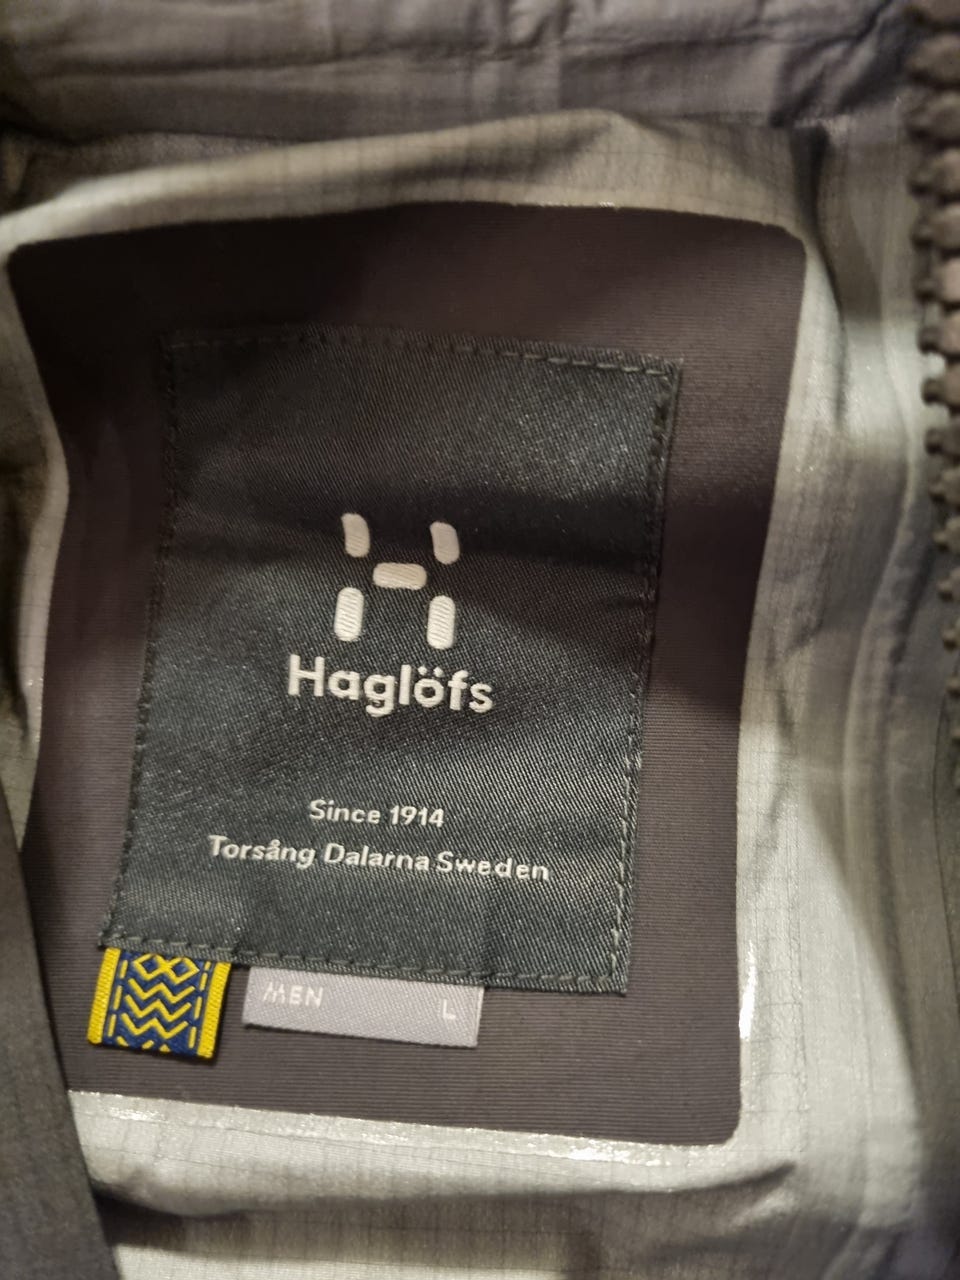 Haglöfs
Since 1914
Torsång Dalarna Sweden
MEN L